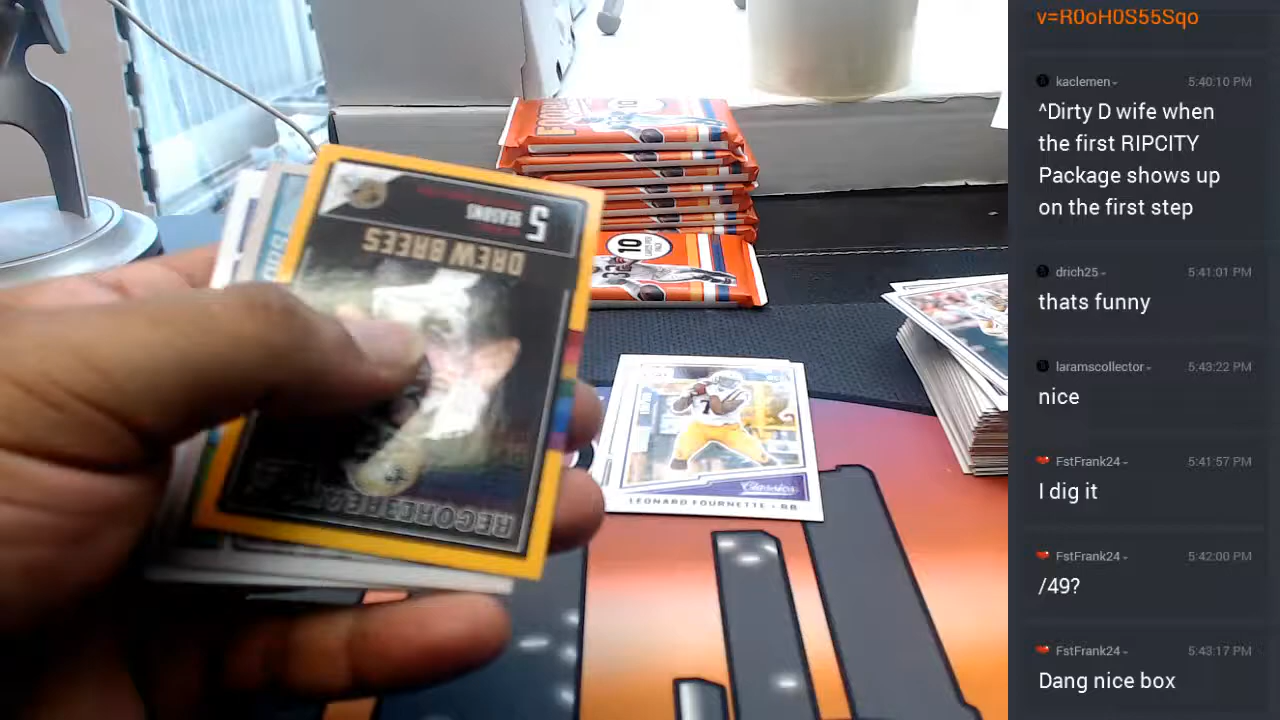 v=R0oH0S55Sqo
kaclemen
5:40:10 PM
^Dirty D wife when
the first RIPCITY
Package shows up
on the first step
drich25
5:41:01 PM
thats funny
laramscollector
5:43:22 PM
nice
FstFrank24
5:41:57 PM
I dig it
FstFrank24
5:42:00 PM
/49?
FstFrank24
5:43:17 PM
Dang nice box
5
SEASONS
DREW BREES
10
10
Classics
LEONARD FOURNETTE • RB